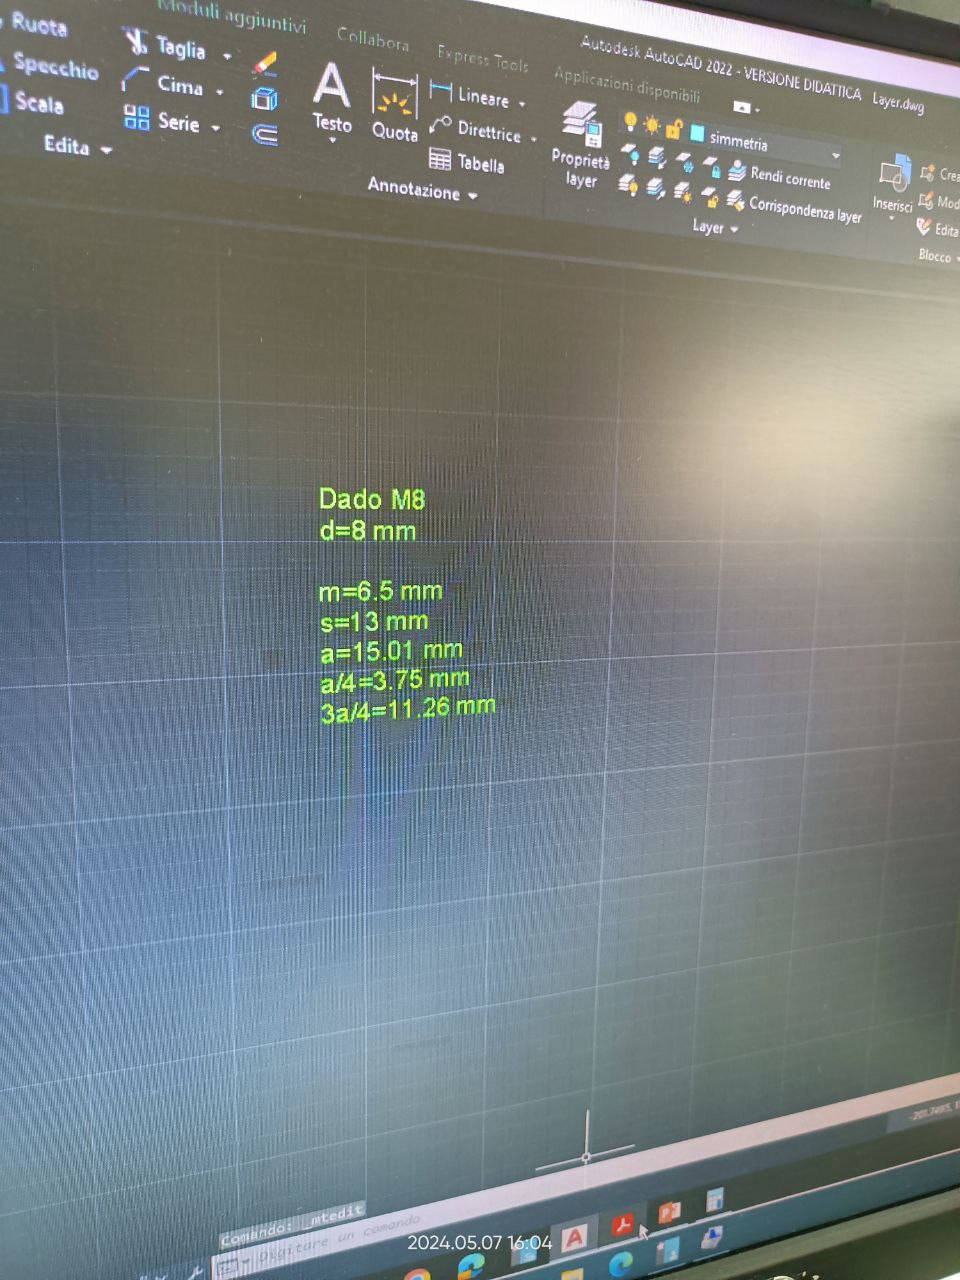 Moduli aggiuntivi
Collabora
Express Tools
Applicazioni disponibili
Autodesk AutoCAD 2022 - VERSIONE DIDATTICA Layer.dwg
Ruota
Specchio
Scala
Edita
Taglia
Cima
Serie
Testo
Quota
Lineare
Direttrice
Tabella
Annotazione
Proprietà
layer
simmetria
Rendi corrente
Corrispondenza layer
Layer
Inserisci
Edita
Blocco
Dado M8
d=8 mm
m=6.5 mm
s=13 mm
a=15.01 mm
a/4=3.75 mm
3a/4=11.26 mm
Comando: _mtedit
Digitare un comando
2024.05.07 16:04